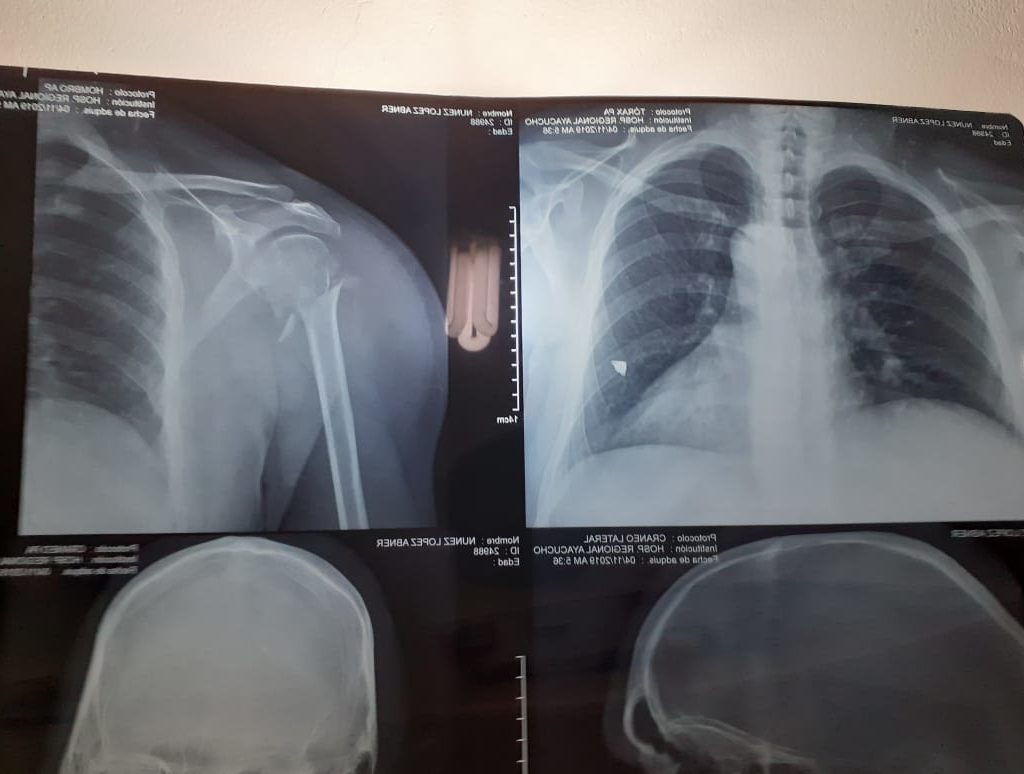 Protocolo : HOMBRO AP
Institución : HOSP. REGIONAL AYA
Fecha de adquis. : 04/11/2019 AM
Nombre : NUNEZ LOPEZ ABNER
ID : 24988
Edad :
Protocolo : TORAX PA
Institución : HOSP. REGIONAL AYACUCHO
Fecha de adquis. : 04/11/2019 AM 5:36
Nombre : NUNEZ LOPEZ ABNER
ID : 24988
Edad
14cm
Nombre : NUNEZ LOPEZ ABNER
ID : 24988
Edad :
Protocolo : CRANEO LATERAL
Institución : HOSP. REGIONAL AYACUCHO
Fecha de adquis. : 04/11/2019 AM 5:36
LOPEZ ABNER